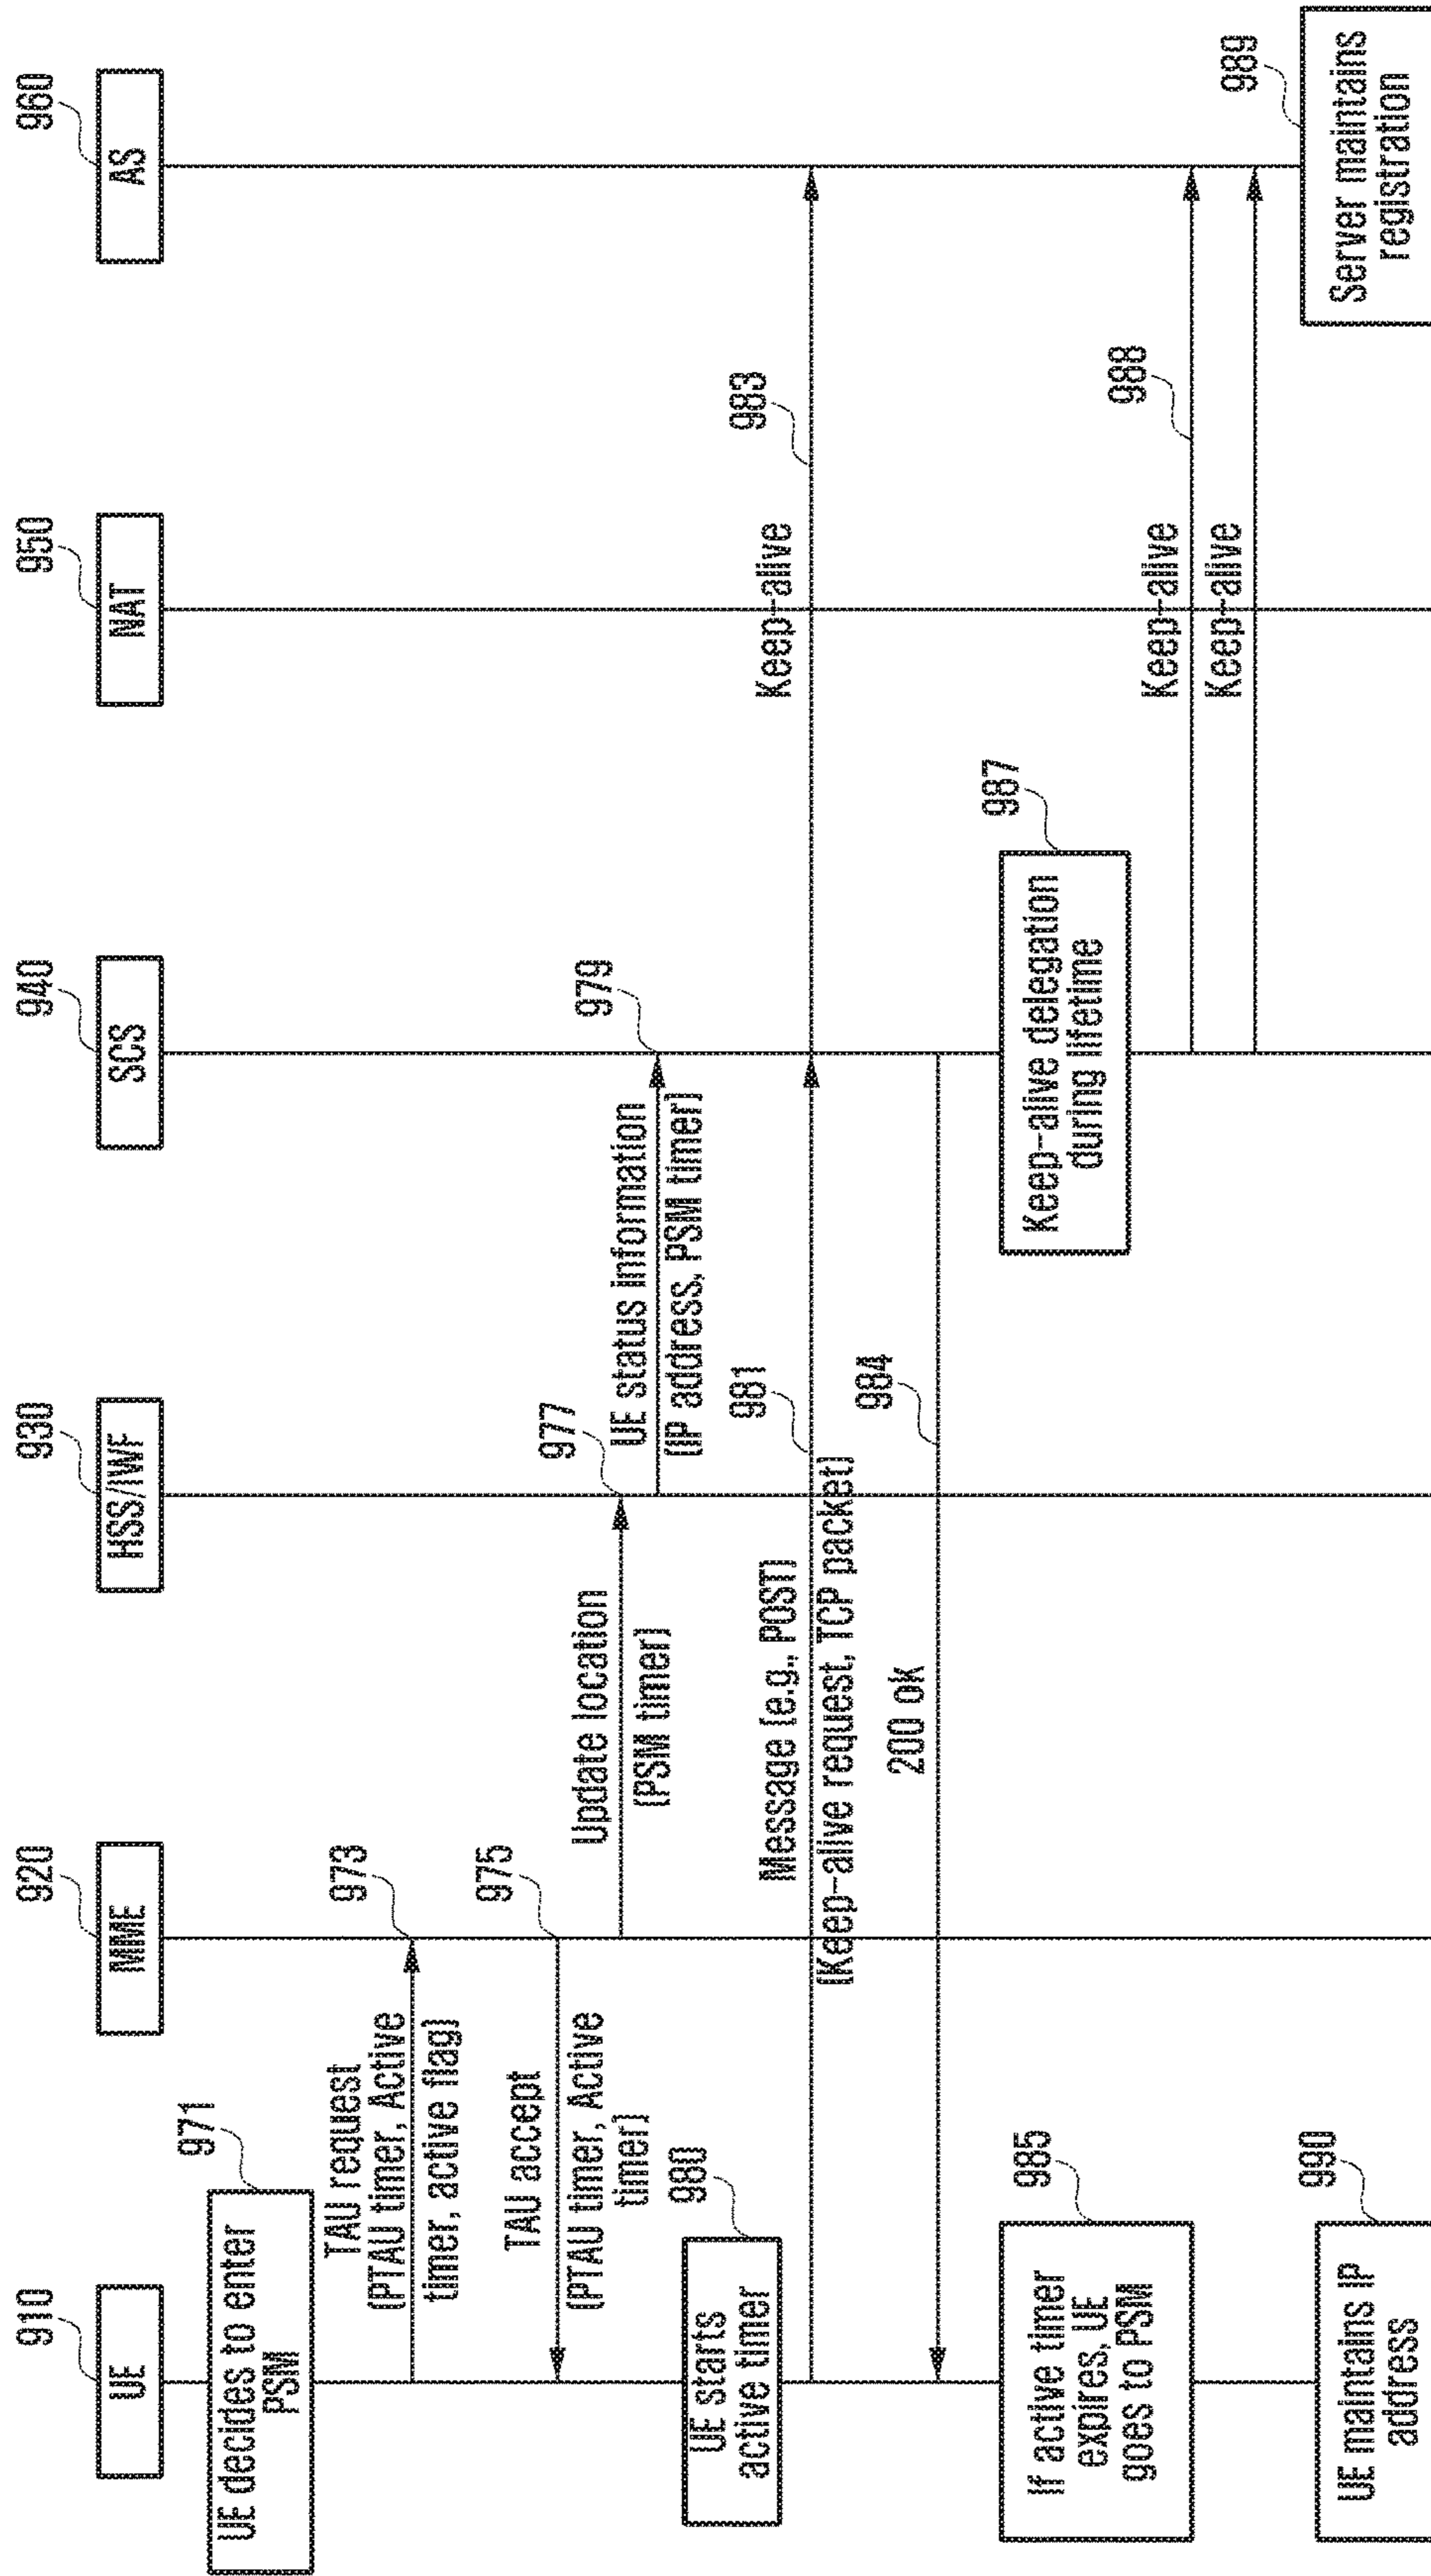 910
UE
920
MME
930
HSS/IWF
940
SCS
950
NAT
960
AS
971
UE decides to enter
PSM
TAU request
973
(PTAU timer, Active
timer, active flag)
TAU accept
975
(PTAU timer, Active
timer)
Update location
977
(PSM timer)
UE status information
979
(IP address, PSM timer)
980
UE starts
active timer
Message (e.g., POST)
981
(Keep-alive request, TCP packet)
Keep-alive
983
200 ok
984
985
If active timer
expires, UE
goes to PSM
987
Keep-alive delegation
during lifetime
Keep-alive
988
Keep-alive
989
Server maintains
registration
990
UE maintains IP
address